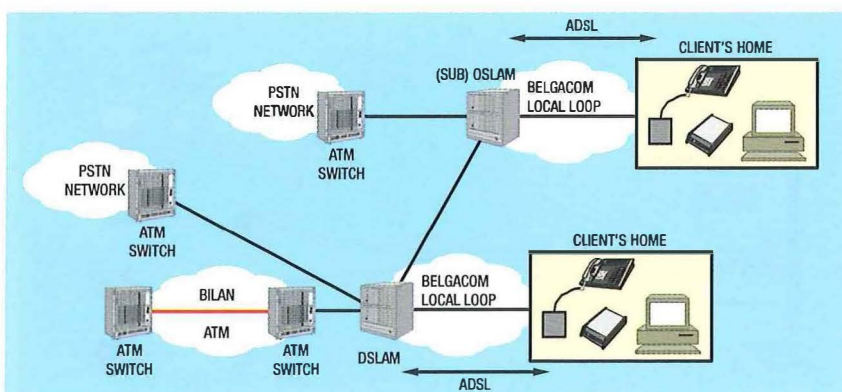 ADSL
CLIENT'S HOME
(SUB) OSLAM
PSTN
NETWORK
BELGACOM
LOCAL LOOP
ATM
SWITCH
PSTN
NETWORK
ATM
SWITCH
CLIENT'S HOME
BILAN
BELGACOM
LOCAL LOOP
ATM
ATM
SWITCH
ATM
SWITCH
DSLAM
ADSL